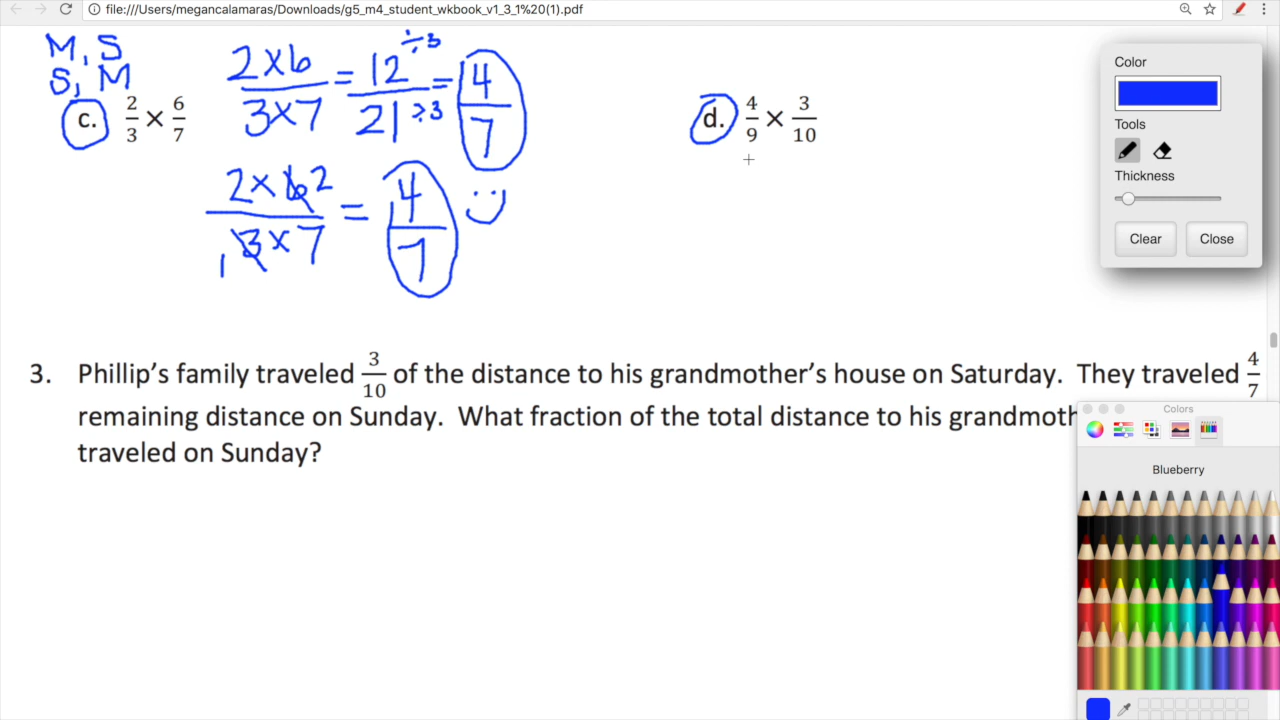 file:///Users/megancalamaras/Downloads/g5_m4_student_wkbook_v1_3_1%20(1).pdf
M, S
S, M
c. 2/3 × 6/7
2 x 6 / 3 x 7 = 12 ÷3 / 21 ÷3 = 4/7
2 x 6 2 / 1 3 x 7 = 4/7
d. 4/9 × 3/10
3. Phillip's family traveled 3/10 of the distance to his grandmother's house on Saturday. They traveled 4/7
remaining distance on Sunday. What fraction of the total distance to his
traveled on Sunday?
Color
Tools
Thickness
Clear Close
Colors
Blueberry